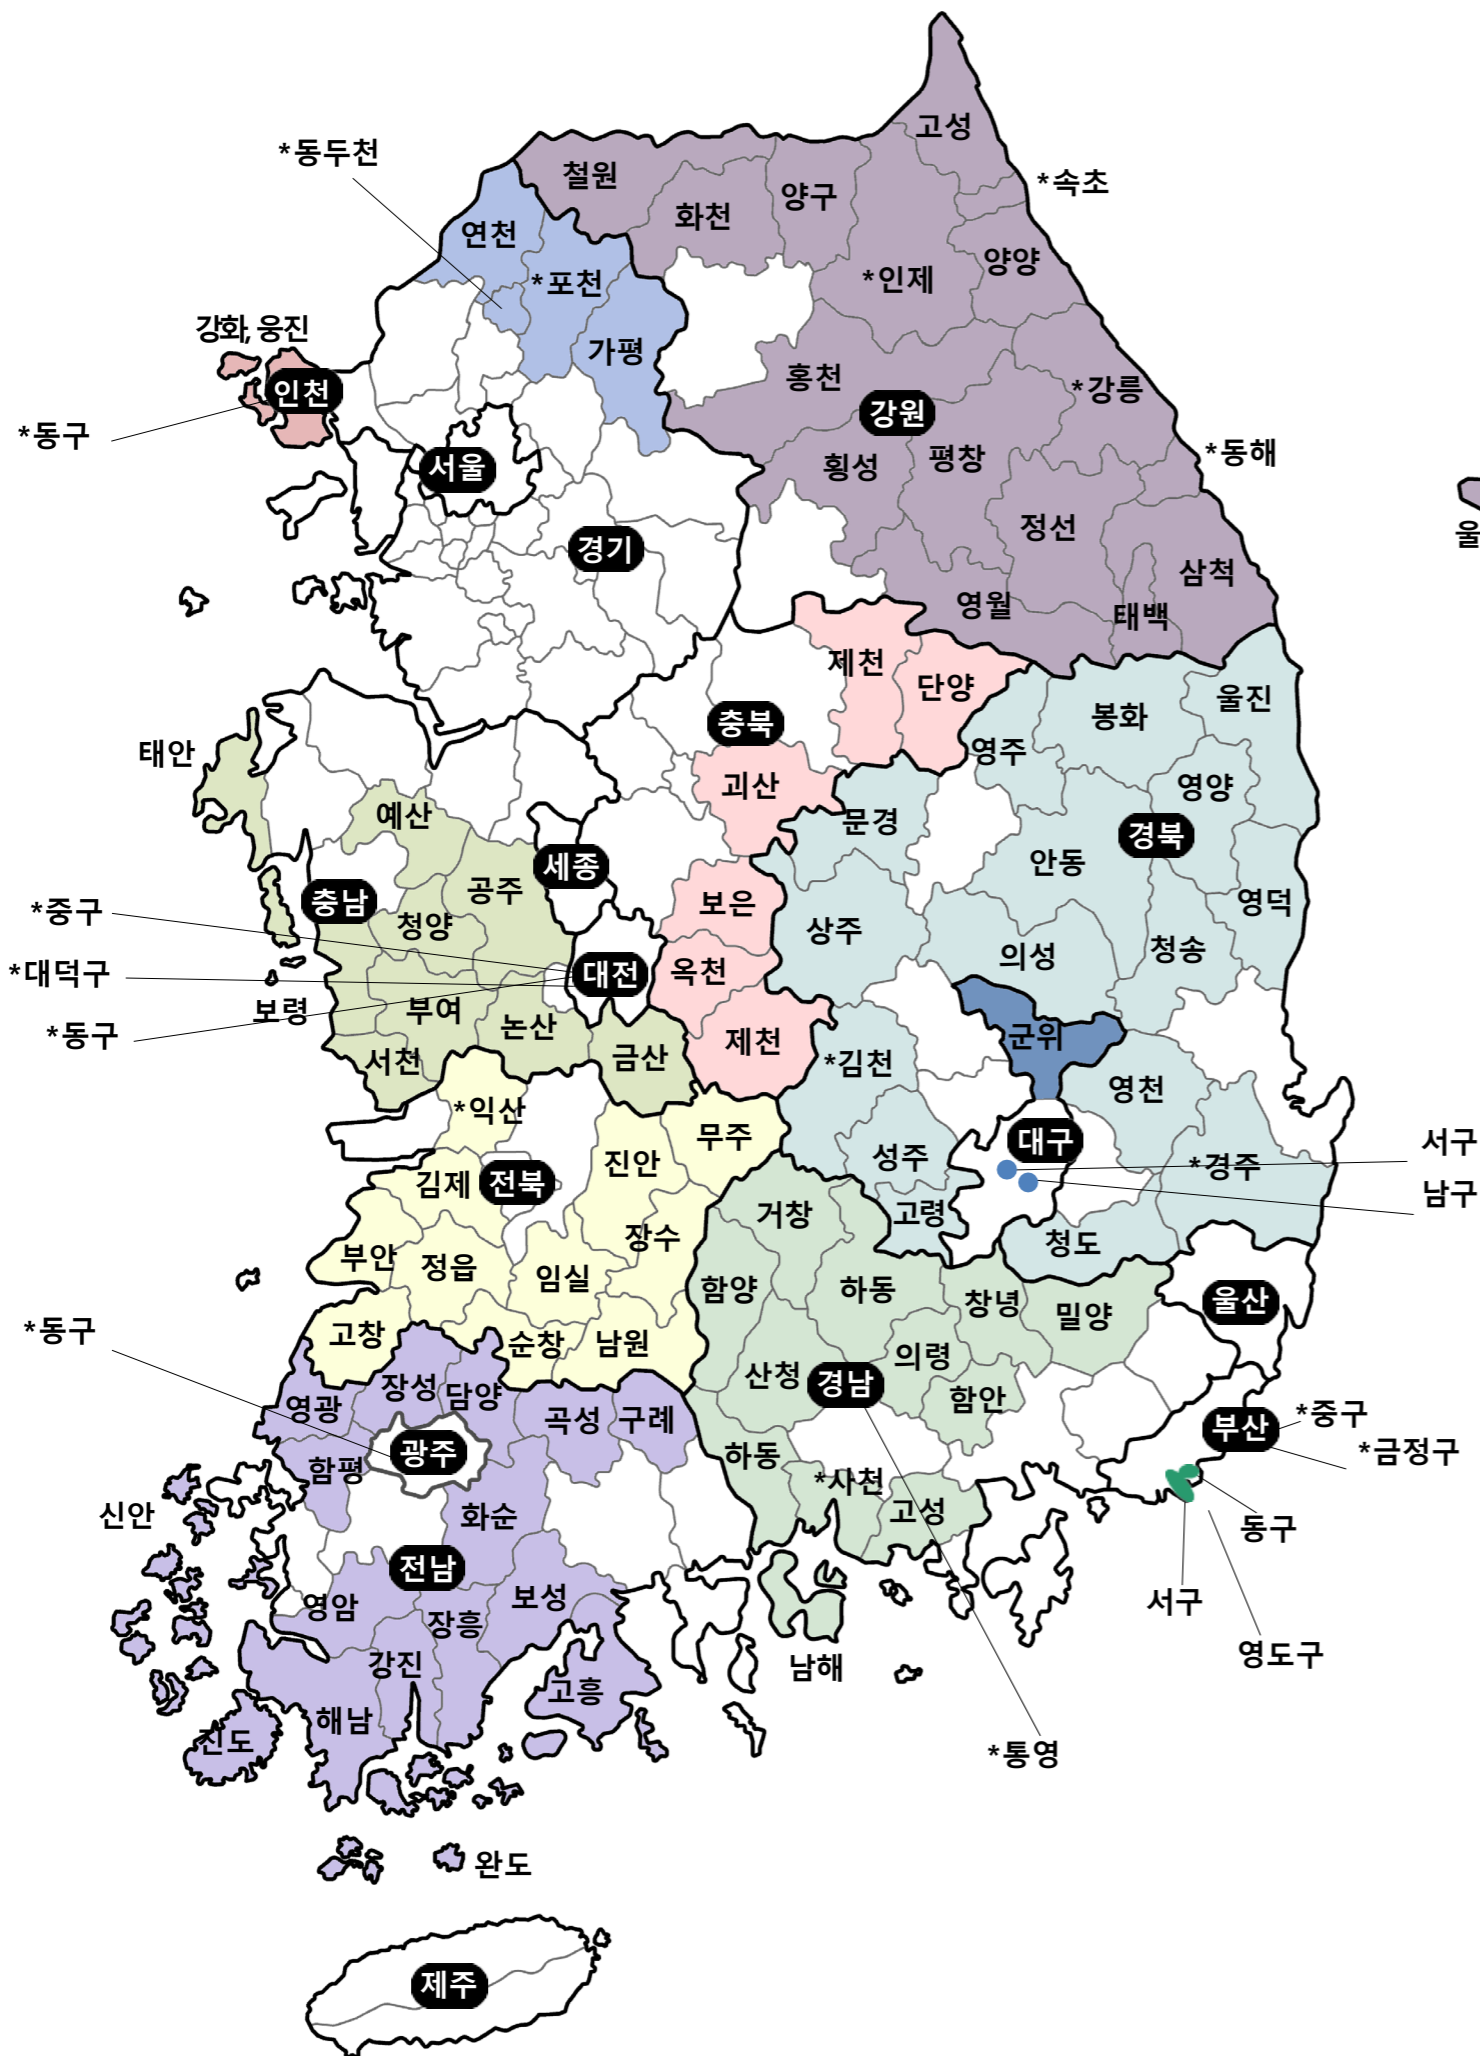 고성
*동두천
철원
*속초
양구
화천
연천
양양
*포천
*인제
강화, 웅진
가평
홍천
인천
*강릉
강원
*동구
*동해
평창
서울
횡성
정선
울
경기
삼척
영월
태백
제천
단양
울진
봉화
충북
영주
태안
괴산
영양
예산
문경
경북
안동
세종
공주
충남
보은
영덕
*중구
청양
상주
청송
의성
*대덕구
대전
옥천
보령
부여
논산
*동구
군위
제천
서천
금산
*김천
영천
*익산
무주
대구
서구
진안
성주
*경주
김제
전북
남구
거창
고령
장수
청도
부안
정읍
임실
함양
하동
창녕
울산
밀양
*동구
고창
순창
남원
의령
산청
경남
장성
담양
함안
영광
곡성
구례
*중구
부산
광주
하동
*금정구
함평
*사천
신안
화순
고성
동구
전남
보성
서구
영암
장흥
영도구
강진
남해
고흥
해남
진도
*통영
완도
제주